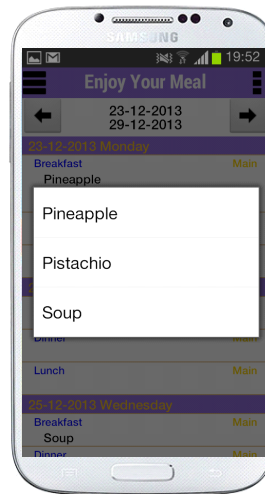 SAMSUNG
19:52
Enjoy Your Meal
23-12-2013
29-12-2013
23-12-2013 Monday
Breakfast Main
Pineapple
Pineapple
Pistachio
Soup
Dinner Main
Lunch Main
25-12-2013 Wednesday
Breakfast Main
Soup
Dinner Main